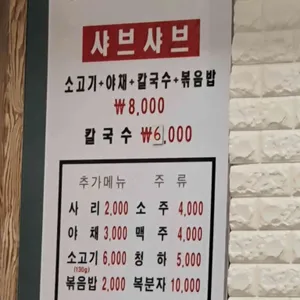 샤브샤브
소고기+야채+칼국수+볶음밥
₩8,000
칼국수 ₩6,000
추가메뉴 주류
사리 2,000 소주 4,000
야채 3,000 맥주 4,000
소고기 6,000 청하 5,000
(130g)
볶음밥 2,000 복분자 10,000